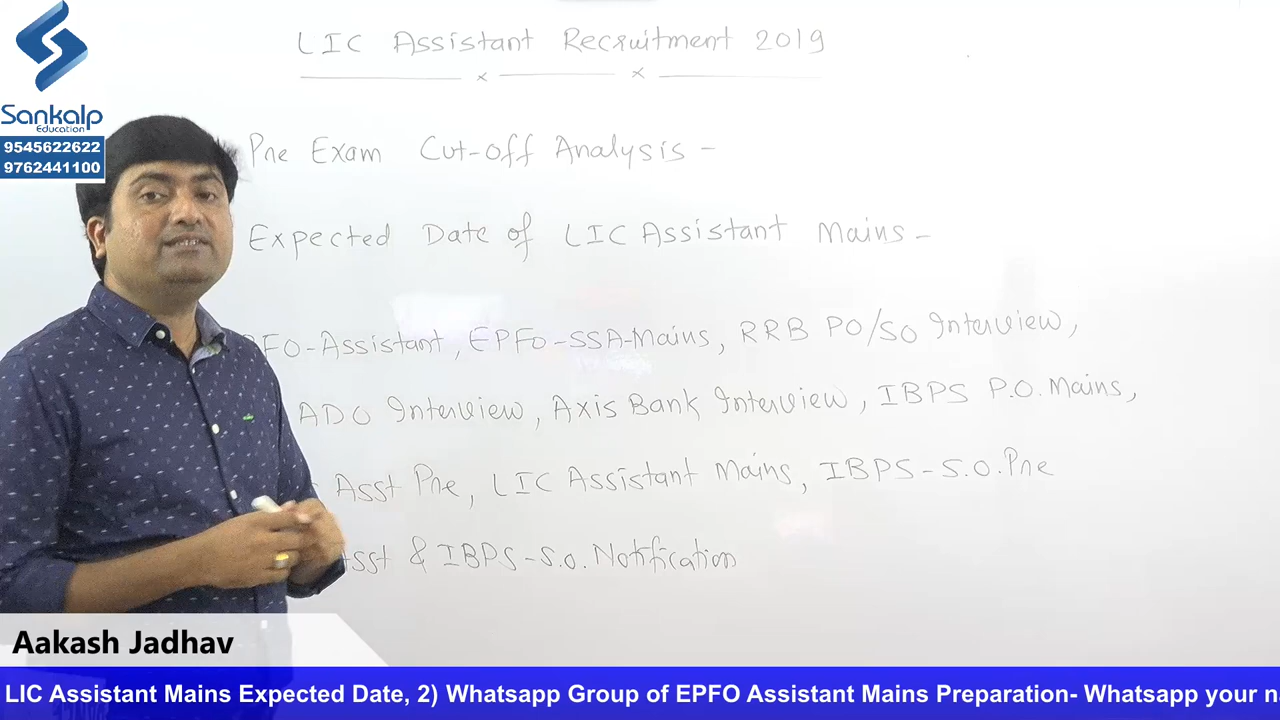 Sankalp
Education
9545622622
9762441100
LIC Assistant Recruitment 2019
Pre Exam Cut-off Analysis -
Expected Date of LIC Assistant Mains -
FO-Assistant, EPFO-SSA-Mains, RRB PO/SO Interview,
ADO Interview, Axis Bank Interview, IBPS P.O. Mains,
Asst Pre, LIC Assistant Mains, IBPS-S.O. Pre
Asst & IBPS-S.O. Notification
Aakash Jadhav
LIC Assistant Mains Expected Date, 2) Whatsapp Group of EPFO Assistant Mains Preparation- Whatsapp your n